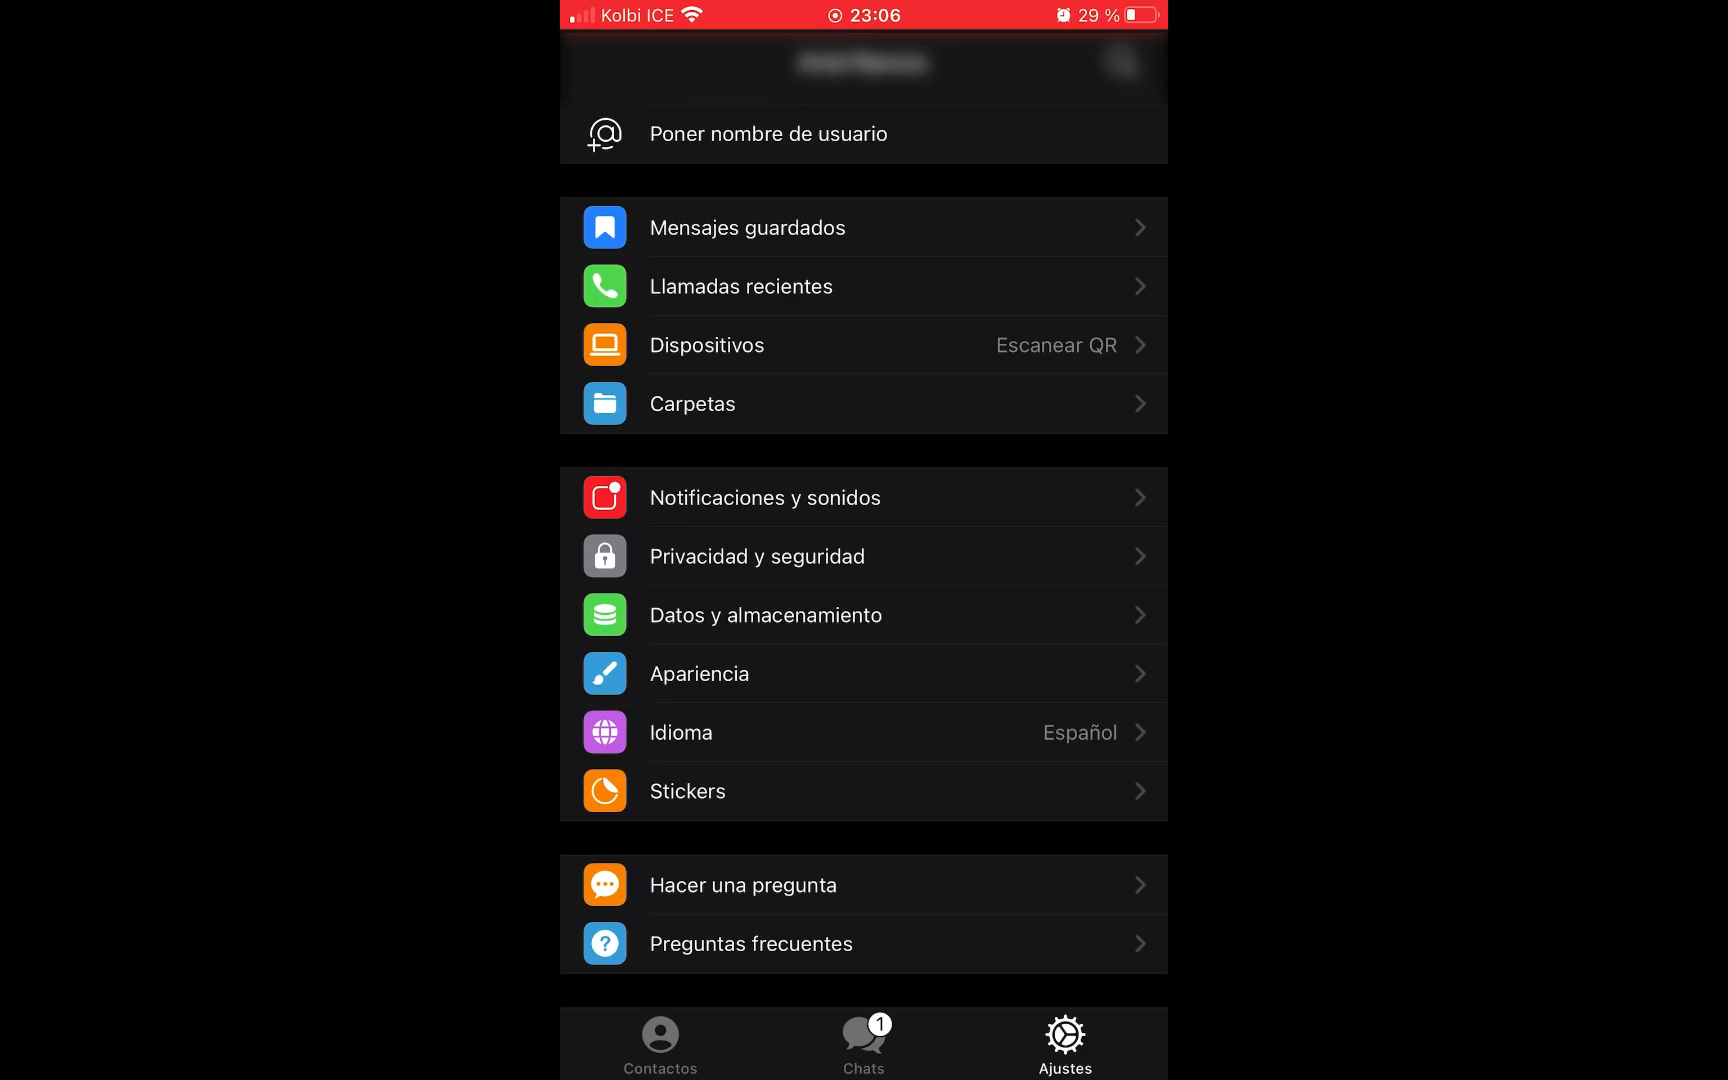 Kolbi ICE 23:06 29 %
Poner nombre de usuario
Mensajes guardados
Llamadas recientes
Dispositivos Escanear QR
Carpetas
Notificaciones y sonidos
Privacidad y seguridad
Datos y almacenamiento
Apariencia
Idioma Español
Stickers
Hacer una pregunta
Preguntas frecuentes
1
Contactos Chats Ajustes